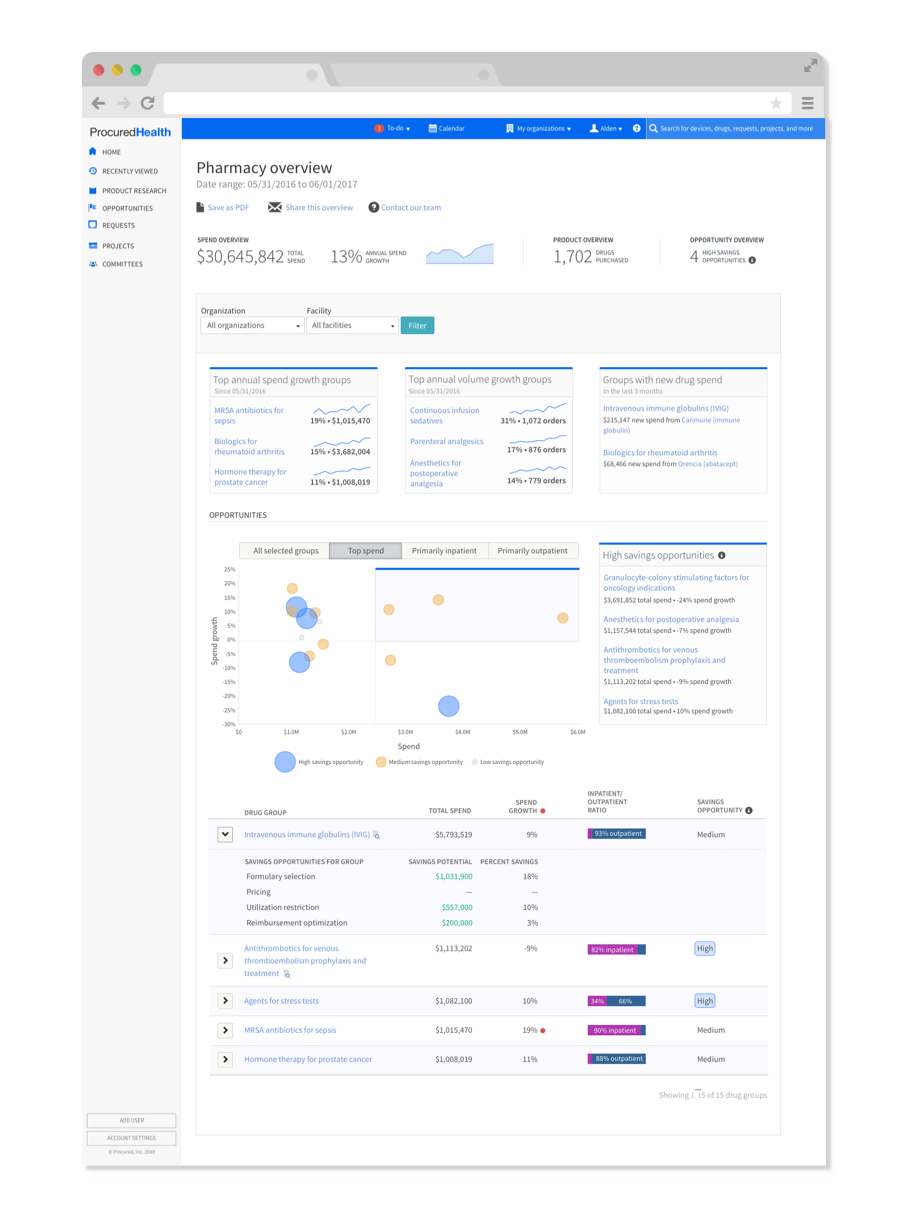 ProcuredHealth
1
To-do
Calendar
My organizations
Alden
?
Search for devices, drugs, requests, projects, and more
HOME
RECENTLY VIEWED
PRODUCT RESEARCH
OPPORTUNITIES
REQUESTS
PROJECTS
COMMITTEES
Pharmacy overview
Date range: 05/31/2016 to 06/01/2017
Save as PDF
Share this overview
? Contact our team
SPEND OVERVIEW
$30,645,842 TOTAL SPEND
13% ANNUAL SPEND GROWTH
PRODUCT OVERVIEW
1,702 DRUGS PURCHASED
OPPORTUNITY OVERVIEW
4 HIGH SAVINGS OPPORTUNITIES
Organization
All organizations
Facility
All facilities
Filter
Top annual spend growth groups
Since 05/31/2016
MRSA antibiotics for
sepsis
19% • $1,015,470
Biologics for
rheumatoid arthritis
15% • $3,682,004
Hormone therapy for
prostate cancer
11% • $1,008,019
Top annual volume growth groups
Since 05/31/2016
Continuous infusion
sedatives
31% • 1,072 orders
Parenteral analgesics
17% • 876 orders
Anesthetics for
postoperative
analgesia
14% • 779 orders
Groups with new drug spend
In the last 3 months
Intravenous immune globulins (IVIG)
$215,147 new spend from Carimune (immune
globulin)
Biologics for rheumatoid arthritis
$68,466 new spend from Orencia (abatacept)
OPPORTUNITIES
All selected groups
Top spend
Primarily inpatient
Primarily outpatient
25%
20%
15%
10%
5%
0%
-5%
-10%
-15%
-20%
-25%
-30%
Spend growth
$0
$1.0M
$2.0M
$3.0M
$4.0M
$5.0M
$6.0M
Spend
High savings opportunity
Medium savings opportunity
Low savings opportunity
High savings opportunities
Granulocyte-colony stimulating factors for
oncology indications
$3,691,852 total spend • -24% spend growth
Anesthetics for postoperative analgesia
$1,157,544 total spend • -7% spend growth
Antithrombotics for venous
thromboembolism prophylaxis and
treatment
$1,113,202 total spend • -9% spend growth
Agents for stress tests
$1,082,100 total spend • 10% spend growth
DRUG GROUP
TOTAL SPEND
SPEND
GROWTH
INPATIENT/
OUTPATIENT
RATIO
SAVINGS
OPPORTUNITY
Intravenous immune globulins (IVIG)
$5,793,519
9%
93% outpatient
Medium
SAVINGS OPPORTUNITIES FOR GROUP
SAVINGS POTENTIAL
PERCENT SAVINGS
Formulary selection
$1,031,900
18%
Pricing
—
—
Utilization restriction
$557,000
10%
Reimbursement optimization
$200,000
3%
Antithrombotics for venous
thromboembolism prophylaxis and
treatment
$1,113,202
-9%
82% inpatient
High
Agents for stress tests
$1,082,100
10%
34%
66%
High
MRSA antibiotics for sepsis
$1,015,470
19%
90% inpatient
Medium
Hormone therapy for prostate cancer
$1,008,019
11%
88% outpatient
Medium
Showing 1 15 of 15 drug groups
ADD USER
ACCOUNT SETTINGS
© Procured, Inc. 20XX